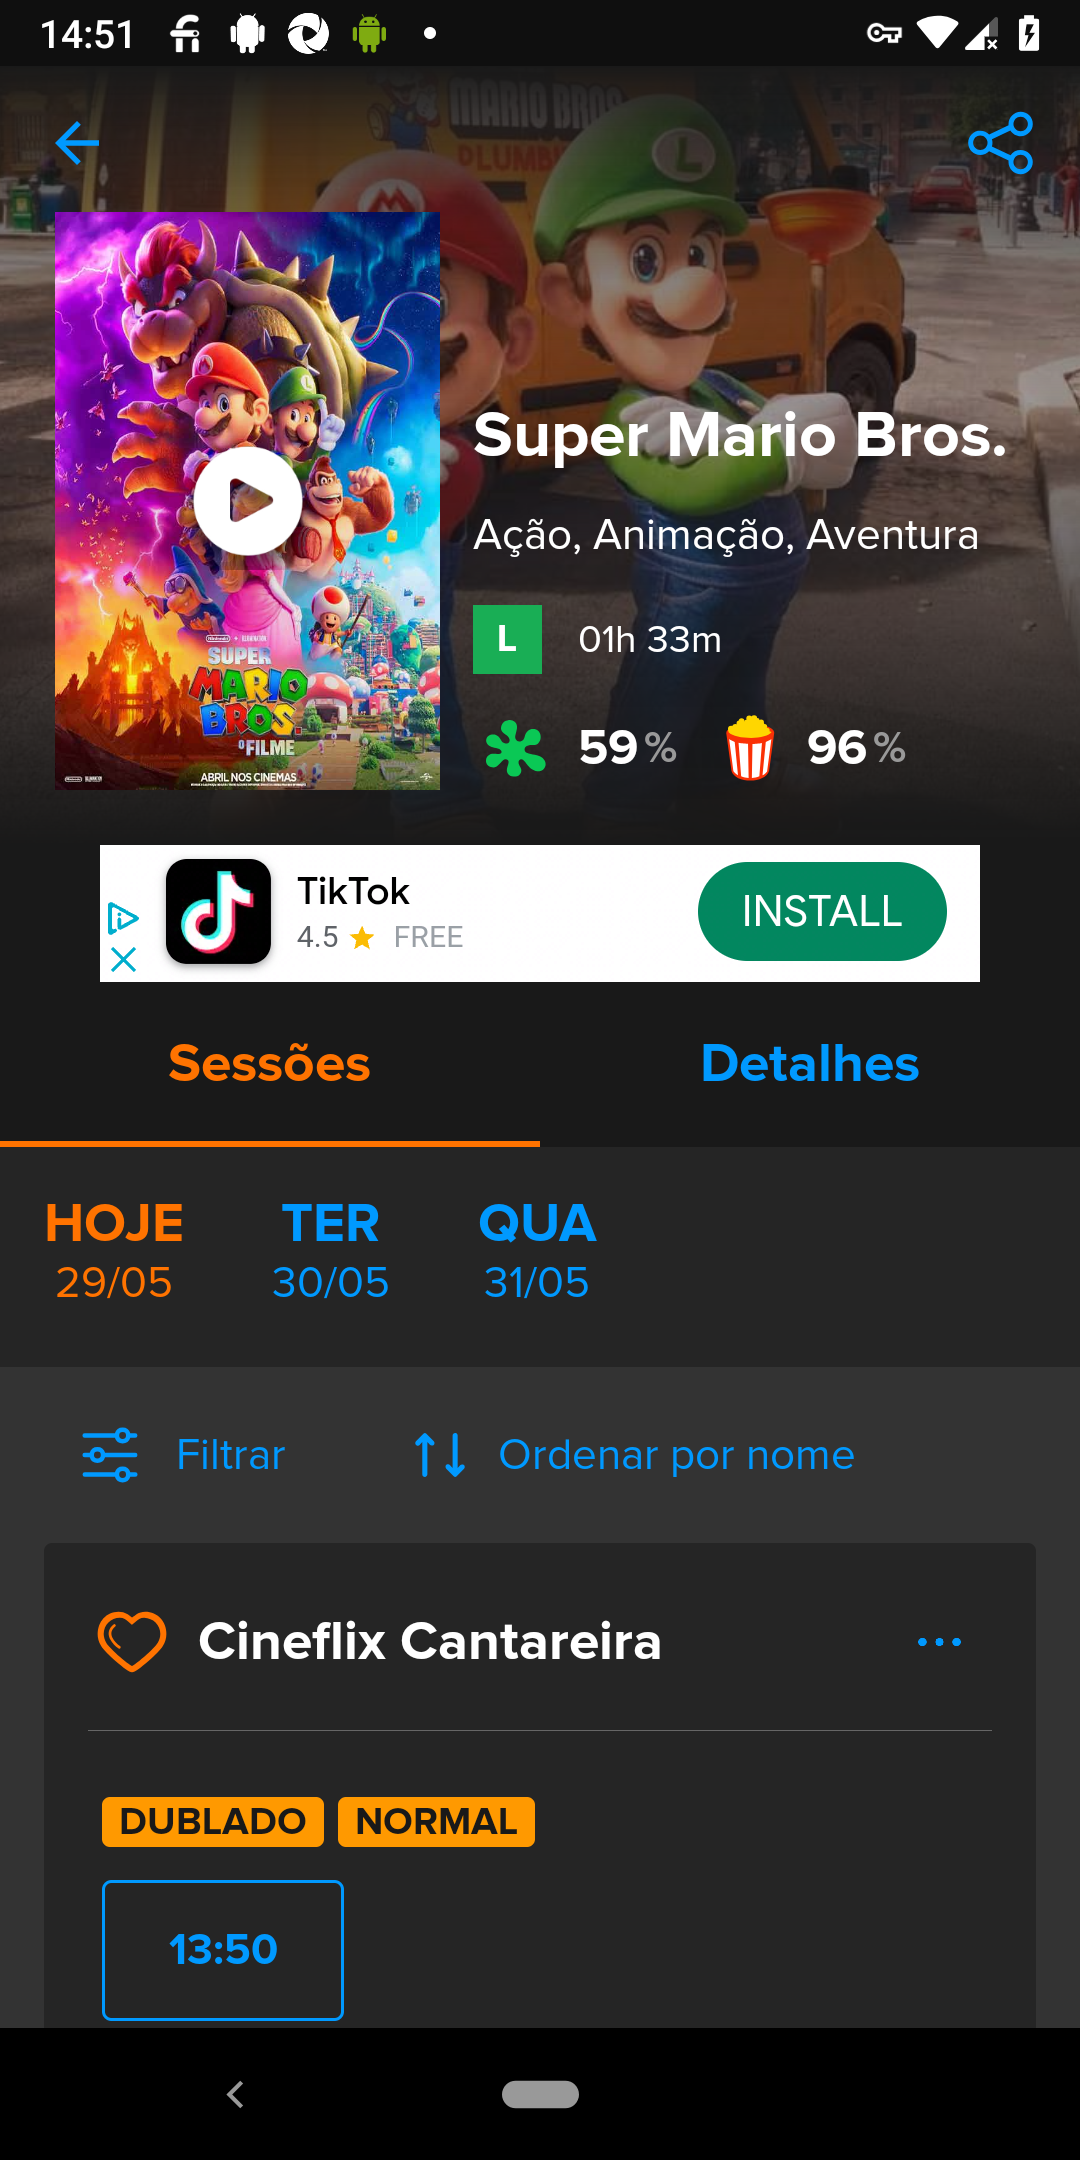 14:51
MARIO BROS
PLUMBI
SUPER
MARIO
BROS.
O FILME
ABRIL NOS CINEMAS
Super Mario Bros.
Ação, Animação, Aventura
L 01h 33m
59 % 96 %
TikTok
4.5 FREE
INSTALL
Sessões Detalhes
HOJE TER QUA
29/05 30/05 31/05
Filtrar Ordenar por nome
Cineflix Cantareira
DUBLADO NORMAL
13:50